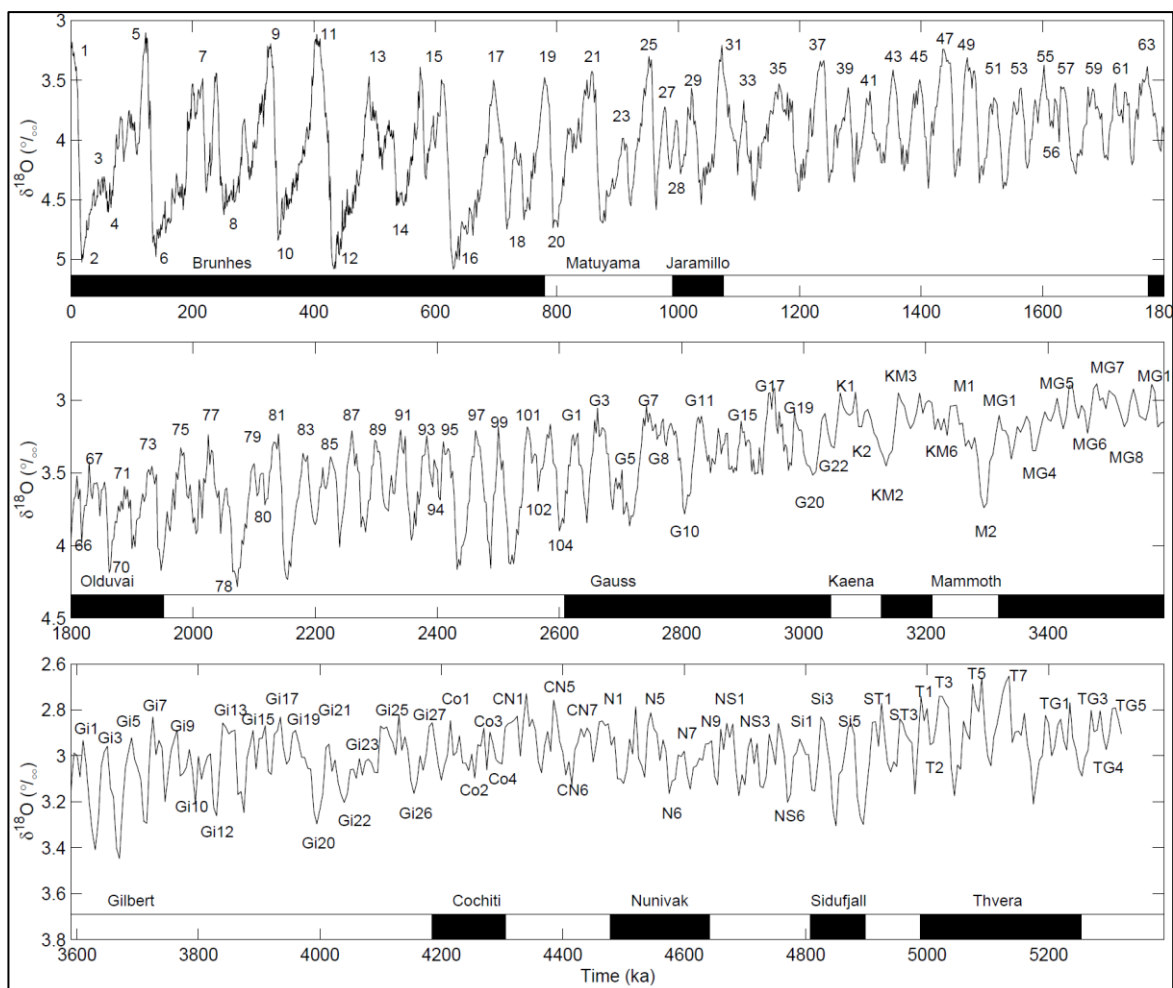 3
3.5
4
4.5
5
δ18O (°/oo)
1
5
7
9
11
13
15
17
19
21
25
31
37
43
45
47
49
55
63
27
29
33
35
39
41
51
53
57
59
61
23
3
4
8
14
28
56
2
6
10
12
16
18
20
Brunhes
Matuyama
Jaramillo
0
200
400
600
800
1000
1200
1400
1600
180
3
3.5
4
4.5
δ18O (°/oo)
67
71
73
75
77
79
81
83
85
87
89
91
93
95
97
99
101
G1
G3
G5
G7
G8
G11
G15
G17
G19
G22
K1
K2
KM3
KM6
M1
MG1
MG4
MG5
MG6
MG7
MG8
MG1
66
70
78
80
94
102
104
G10
G20
KM2
M2
Olduvai
Gauss
Kaena
Mammoth
1800
2000
2200
2400
2600
2800
3000
3200
3400
2.6
2.8
3.0
3.2
3.4
3.6
3.8
δ18O (°/oo)
Gi1
Gi3
Gi5
Gi7
Gi9
Gi13
Gi15
Gi17
Gi19
Gi21
Gi23
Gi25
Gi27
Co1
Co3
CN1
CN5
CN7
N1
N5
N7
N9
NS1
NS3
Si1
Si3
Si5
ST1
ST3
T1
T3
T5
T7
TG1
TG3
TG5
Gi10
Gi12
Gi20
Gi22
Gi26
Co2
Co4
CN6
N6
NS6
T2
TG4
Gilbert
Cochiti
Nunivak
Sidufjall
Thvera
3600
3800
4000
4200
4400
4600
4800
5000
5200
Time (ka)